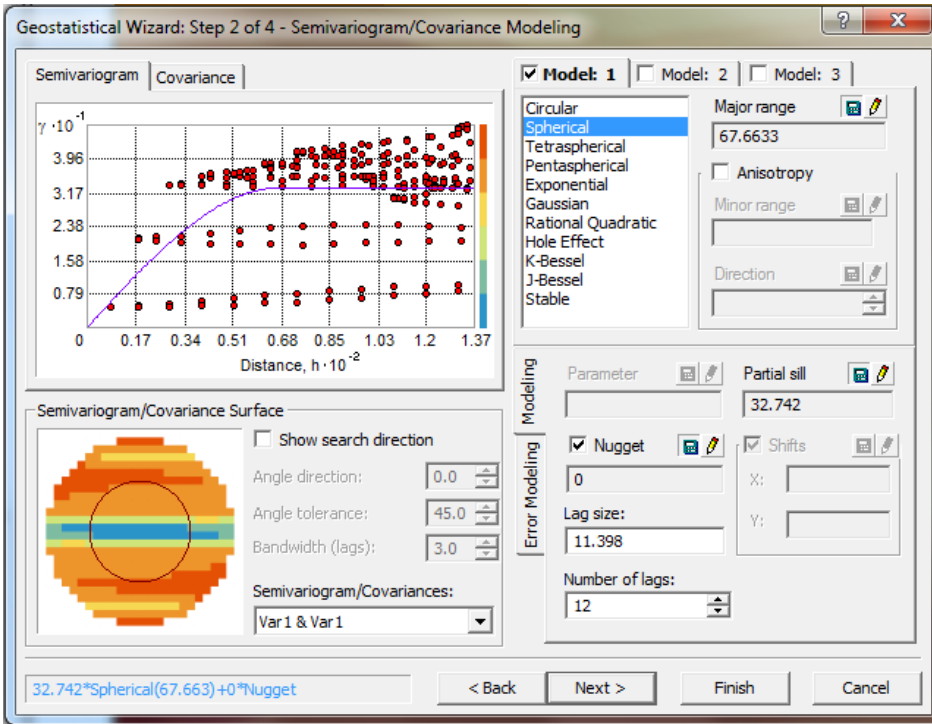 Geostatistical Wizard: Step 2 of 4 - Semivariogram/Covariance Modeling
Semivariogram Covariance
γ·10⁻¹
3.96
3.17
2.38
1.58
0.79
0 0.17 0.34 0.51 0.68 0.85 1.03 1.2 1.37
Distance, h·10⁻²
Semivariogram/Covariance Surface
Show search direction
Angle direction: 0.0
Angle tolerance: 45.0
Bandwidth (lags): 3.0
Semivariogram/Covariances:
Var1 & Var1
Model: 1 Model: 2 Model: 3
Circular
Spherical
Tetraspherical
Pentaspherical
Exponential
Gaussian
Rational Quadratic
Hole Effect
K-Bessel
J-Bessel
Stable
Major range
67.6633
Anisotropy
Minor range
Direction
Modeling
Error Modeling
Parameter
Partial sill
32.742
Nugget
0
Shifts
X:
Y:
Lag size:
11.398
Number of lags:
12
32.742*Spherical(67.663)+0*Nugget
< Back Next > Finish Cancel